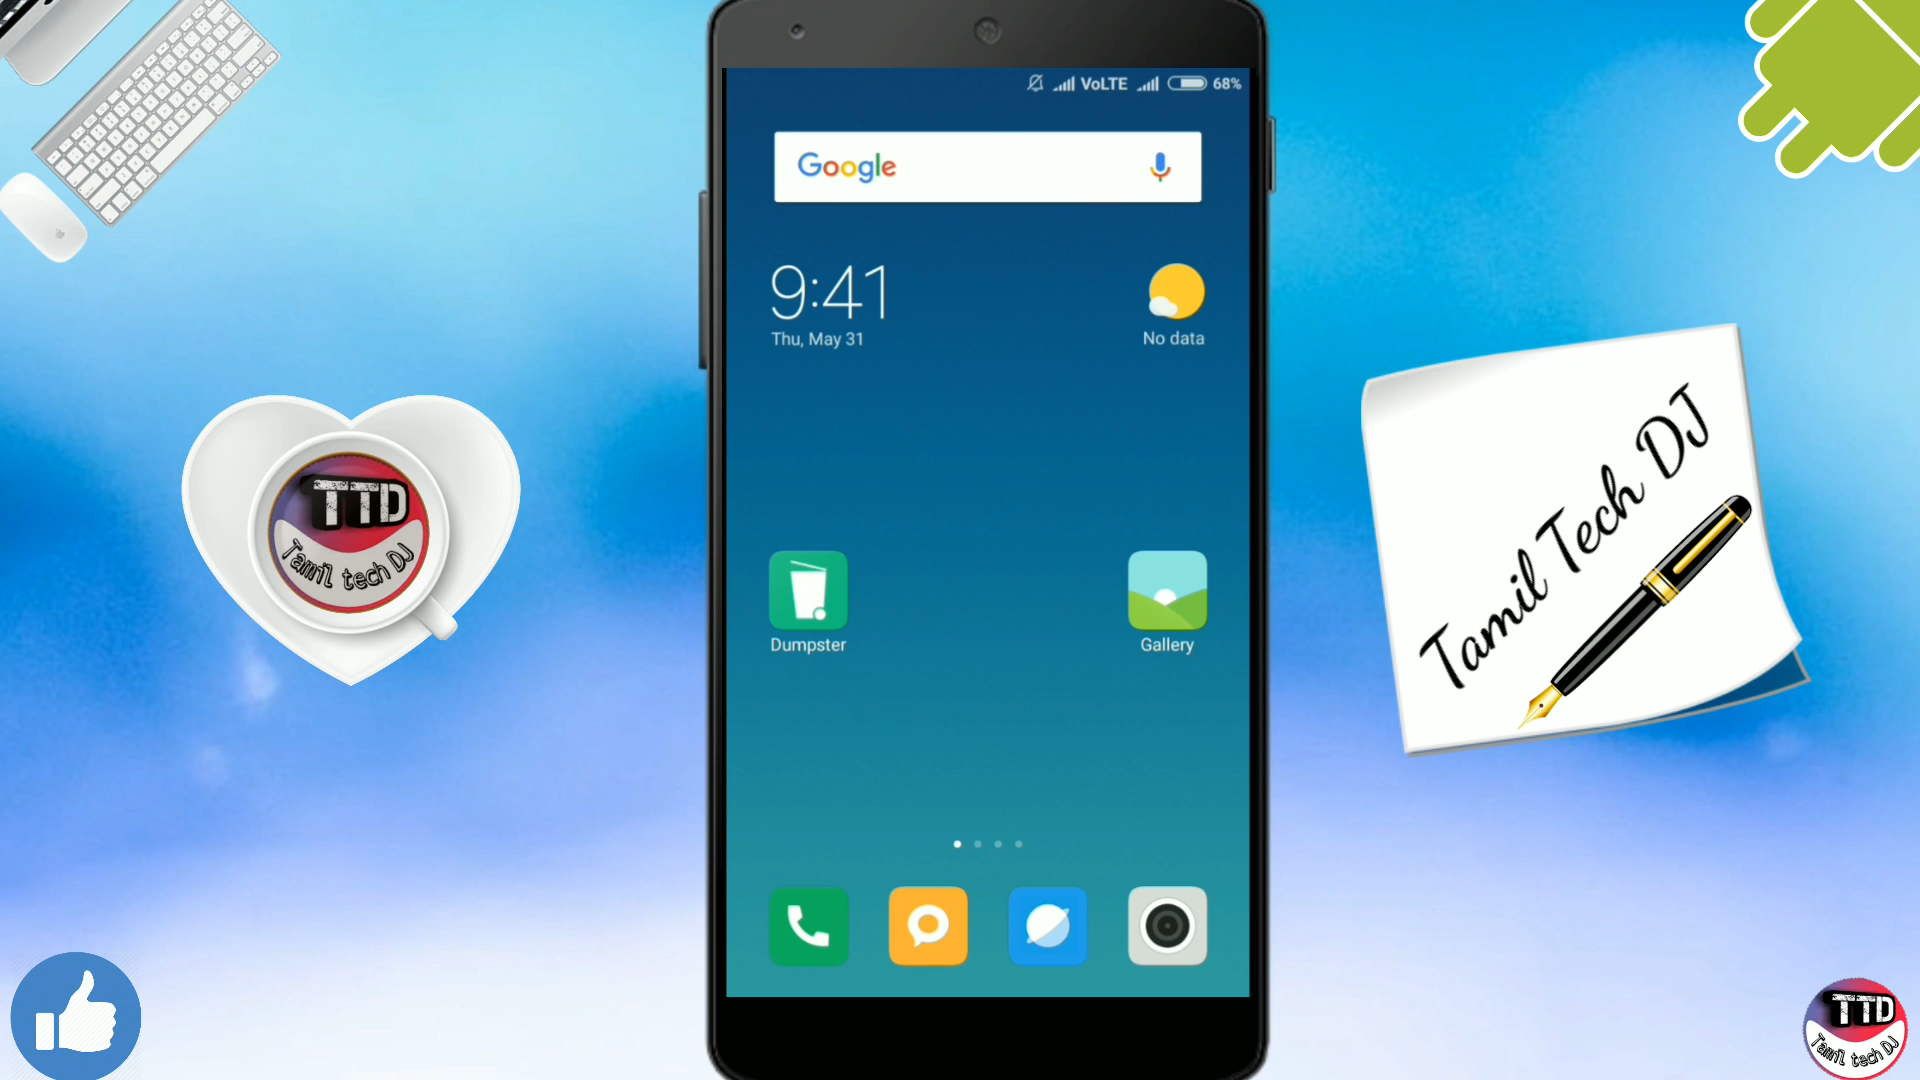 VoLTE 68%
Google
9:41
Thu, May 31
No data
TTD
Tamil tech DJ
Tamil Tech DJ
Dumpster
Gallery
TTD
Tamil tech DJ